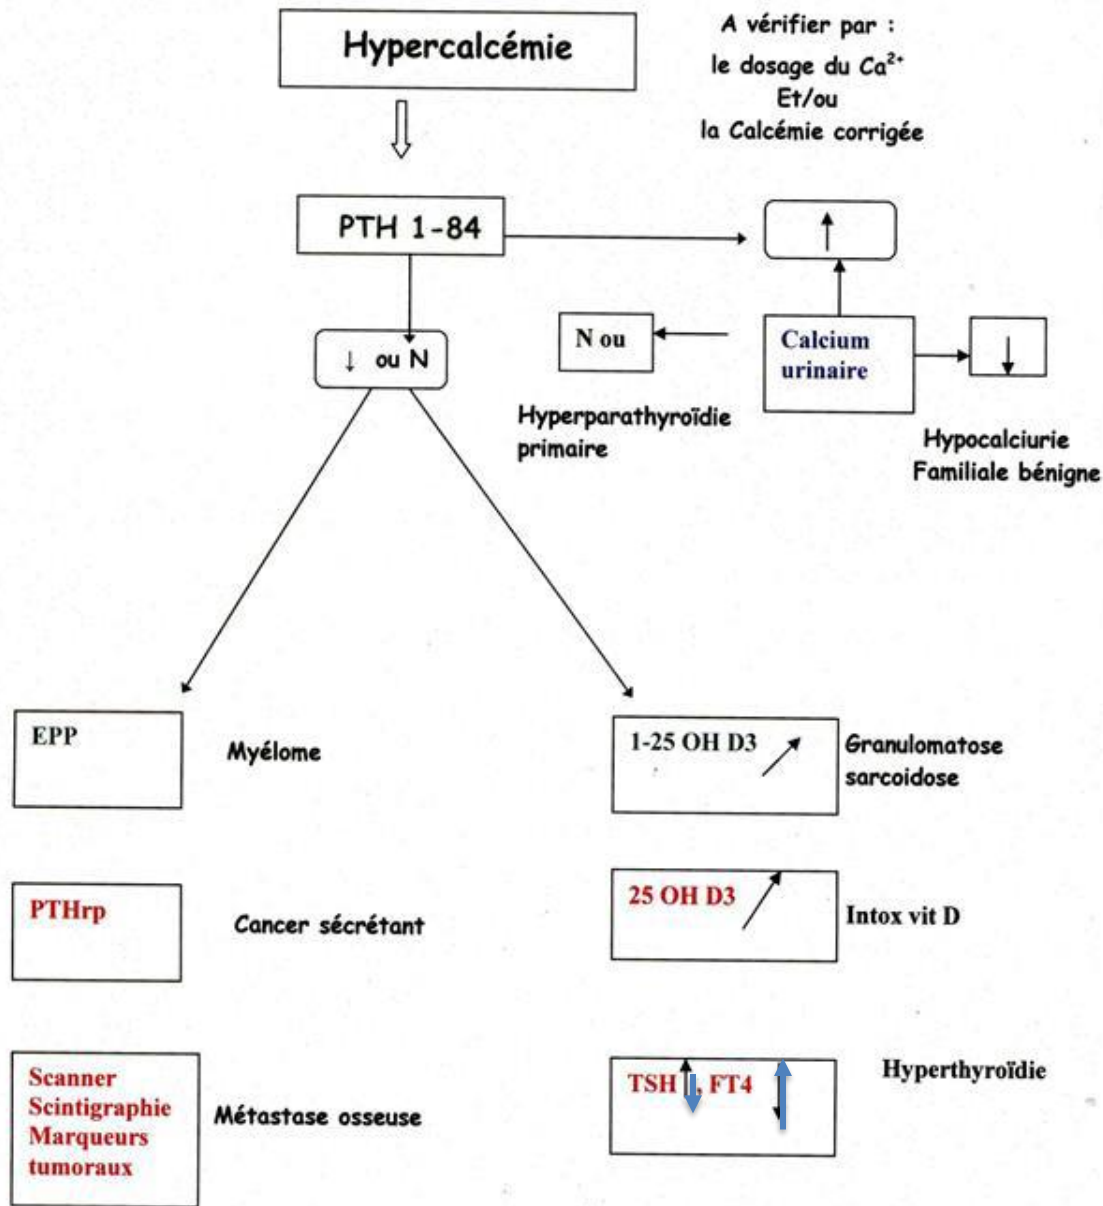 Hypercalcémie
A vérifier par :
le dosage du Ca²⁺
Et/ou
la Calcémie corrigée
PTH 1-84
↑
↓ ou N
N ou
Calcium
urinaire
↓
Hyperparathyroïdie
primaire
Hypocalciurie
Familiale bénigne
EPP
Myélome
1-25 OH D3
Granulomatose
sarcoidose
PTHrp
Cancer sécrétant
25 OH D3
Intox vit D
Scanner
Scintigraphie
Marqueurs
tumoraux
Métastase osseuse
TSH , FT4
Hyperthyroïdie